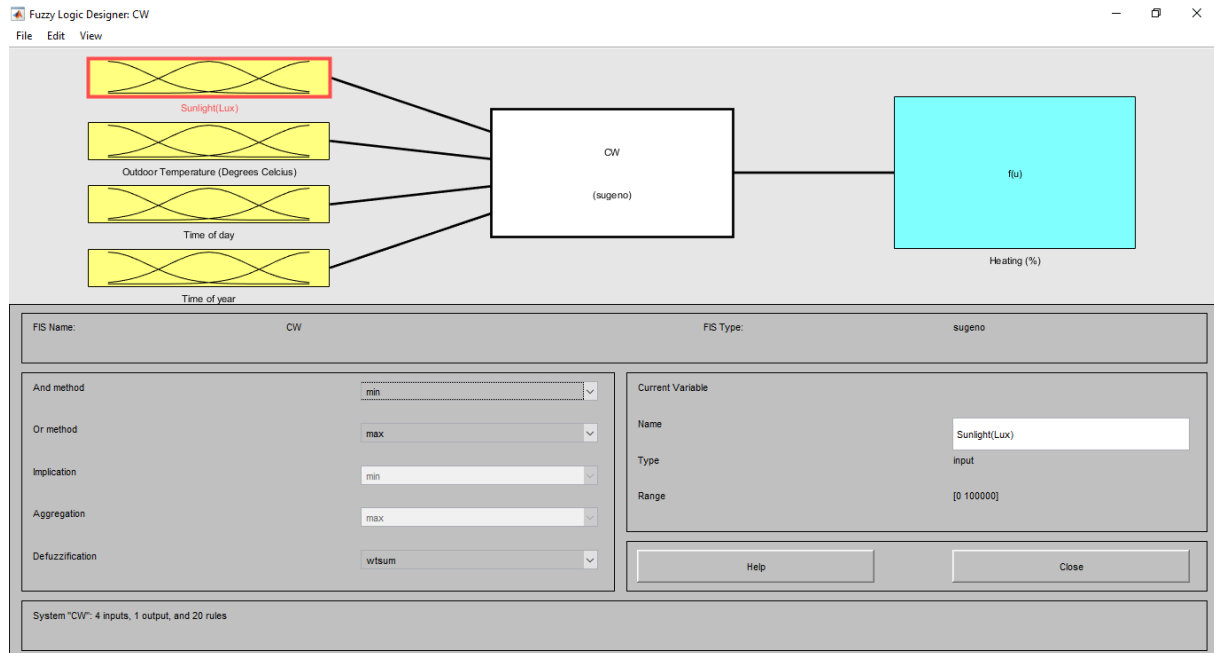 Fuzzy Logic Designer: CW
File Edit View
Sunlight(Lux)
Outdoor Temperature (Degrees Celcius)
Time of day
Time of year
CW
(sugeno)
f(u)
Heating (%)
FIS Name: CW FIS Type: sugeno
And method min
Or method max
Implication min
Aggregation max
Defuzzification wtsum
Current Variable
Name Sunlight(Lux)
Type input
Range [0 100000]
Help Close
System "CW": 4 inputs, 1 output, and 20 rules